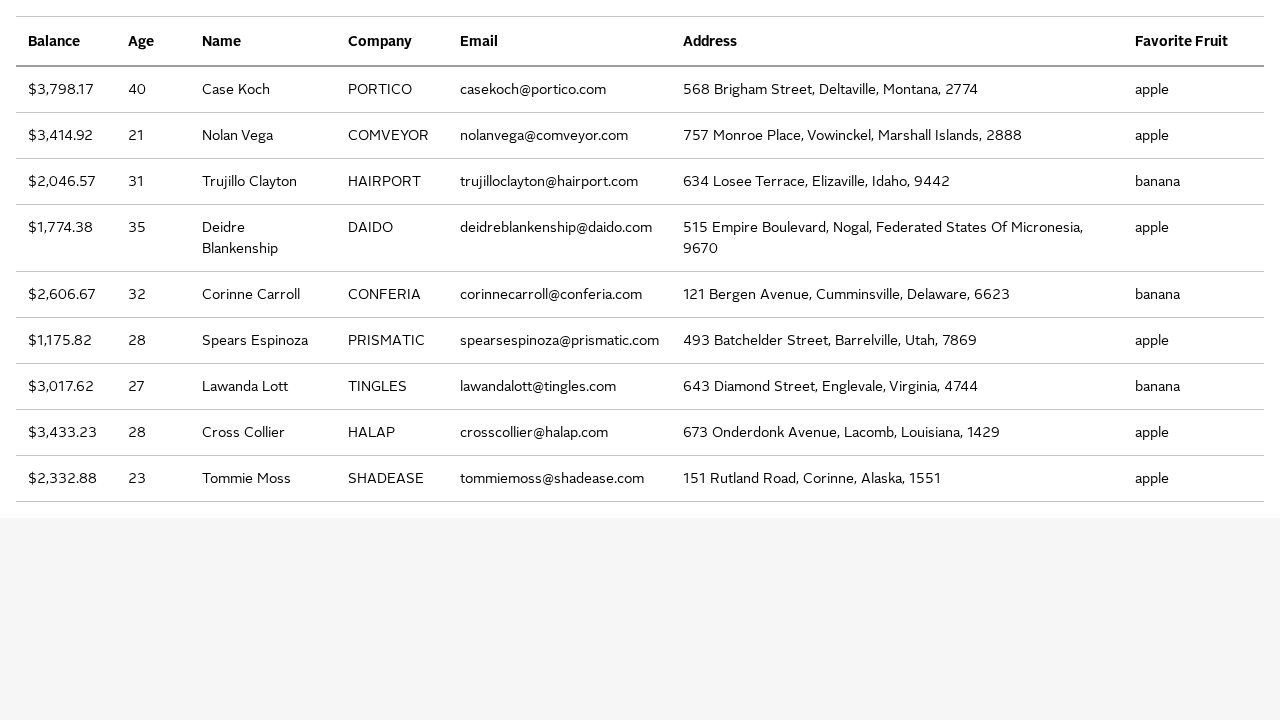 Balance Age Name Company Email Address Favorite Fruit
$3,798.17 40 Case Koch PORTICO casekoch@portico.com 568 Brigham Street, Deltaville, Montana, 2774 apple
$3,414.92 21 Nolan Vega COMVEYOR nolanvega@comveyor.com 757 Monroe Place, Vowinckel, Marshall Islands, 2888 apple
$2,046.57 31 Trujillo Clayton HAIRPORT trujilloclayton@hairport.com 634 Losee Terrace, Elizaville, Idaho, 9442 banana
$1,774.38 35 Deidre DAIDO deidreblankenship@daido.com 515 Empire Boulevard, Nogal, Federated States Of Micronesia, apple
Blankenship 9670
$2,606.67 32 Corinne Carroll CONFERIA corinnecarroll@conferia.com 121 Bergen Avenue, Cumminsville, Delaware, 6623 banana
$1,175.82 28 Spears Espinoza PRISMATIC spearsespinoza@prismatic.com 493 Batchelder Street, Barrelville, Utah, 7869 apple
$3,017.62 27 Lawanda Lott TINGLES lawandalott@tingles.com 643 Diamond Street, Englevale, Virginia, 4744 banana
$3,433.23 28 Cross Collier HALAP crosscollier@halap.com 673 Onderdonk Avenue, Lacomb, Louisiana, 1429 apple
$2,332.88 23 Tommie Moss SHADEASE tommiemoss@shadease.com 151 Rutland Road, Corinne, Alaska, 1551 apple